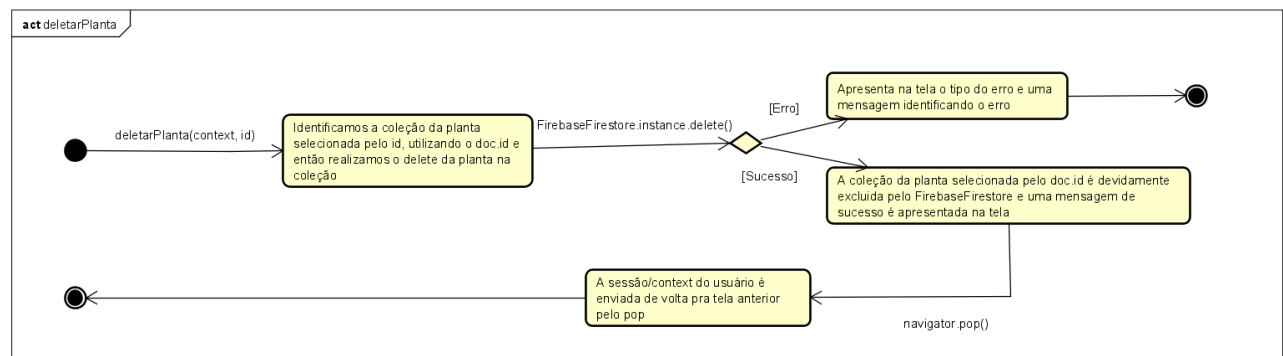 act deletarPlanta
deletarPlanta(context, id)
Identificamos a coleção da planta
selecionada pelo id, utilizando o doc.id e
então realizamos o delete da planta na
coleção
FirebaseFirestore.instance.delete()
[Erro]
Apresenta na tela o tipo do erro e uma
mensagem identificando o erro
[Sucesso]
A coleção da planta selecionada pelo doc.id é devidamente
excluida pelo FirebaseFirestore e uma mensagem de
sucesso é apresentada na tela
navigator.pop()
A sessão/context do usuário é
enviada de volta pra tela anterior
pelo pop